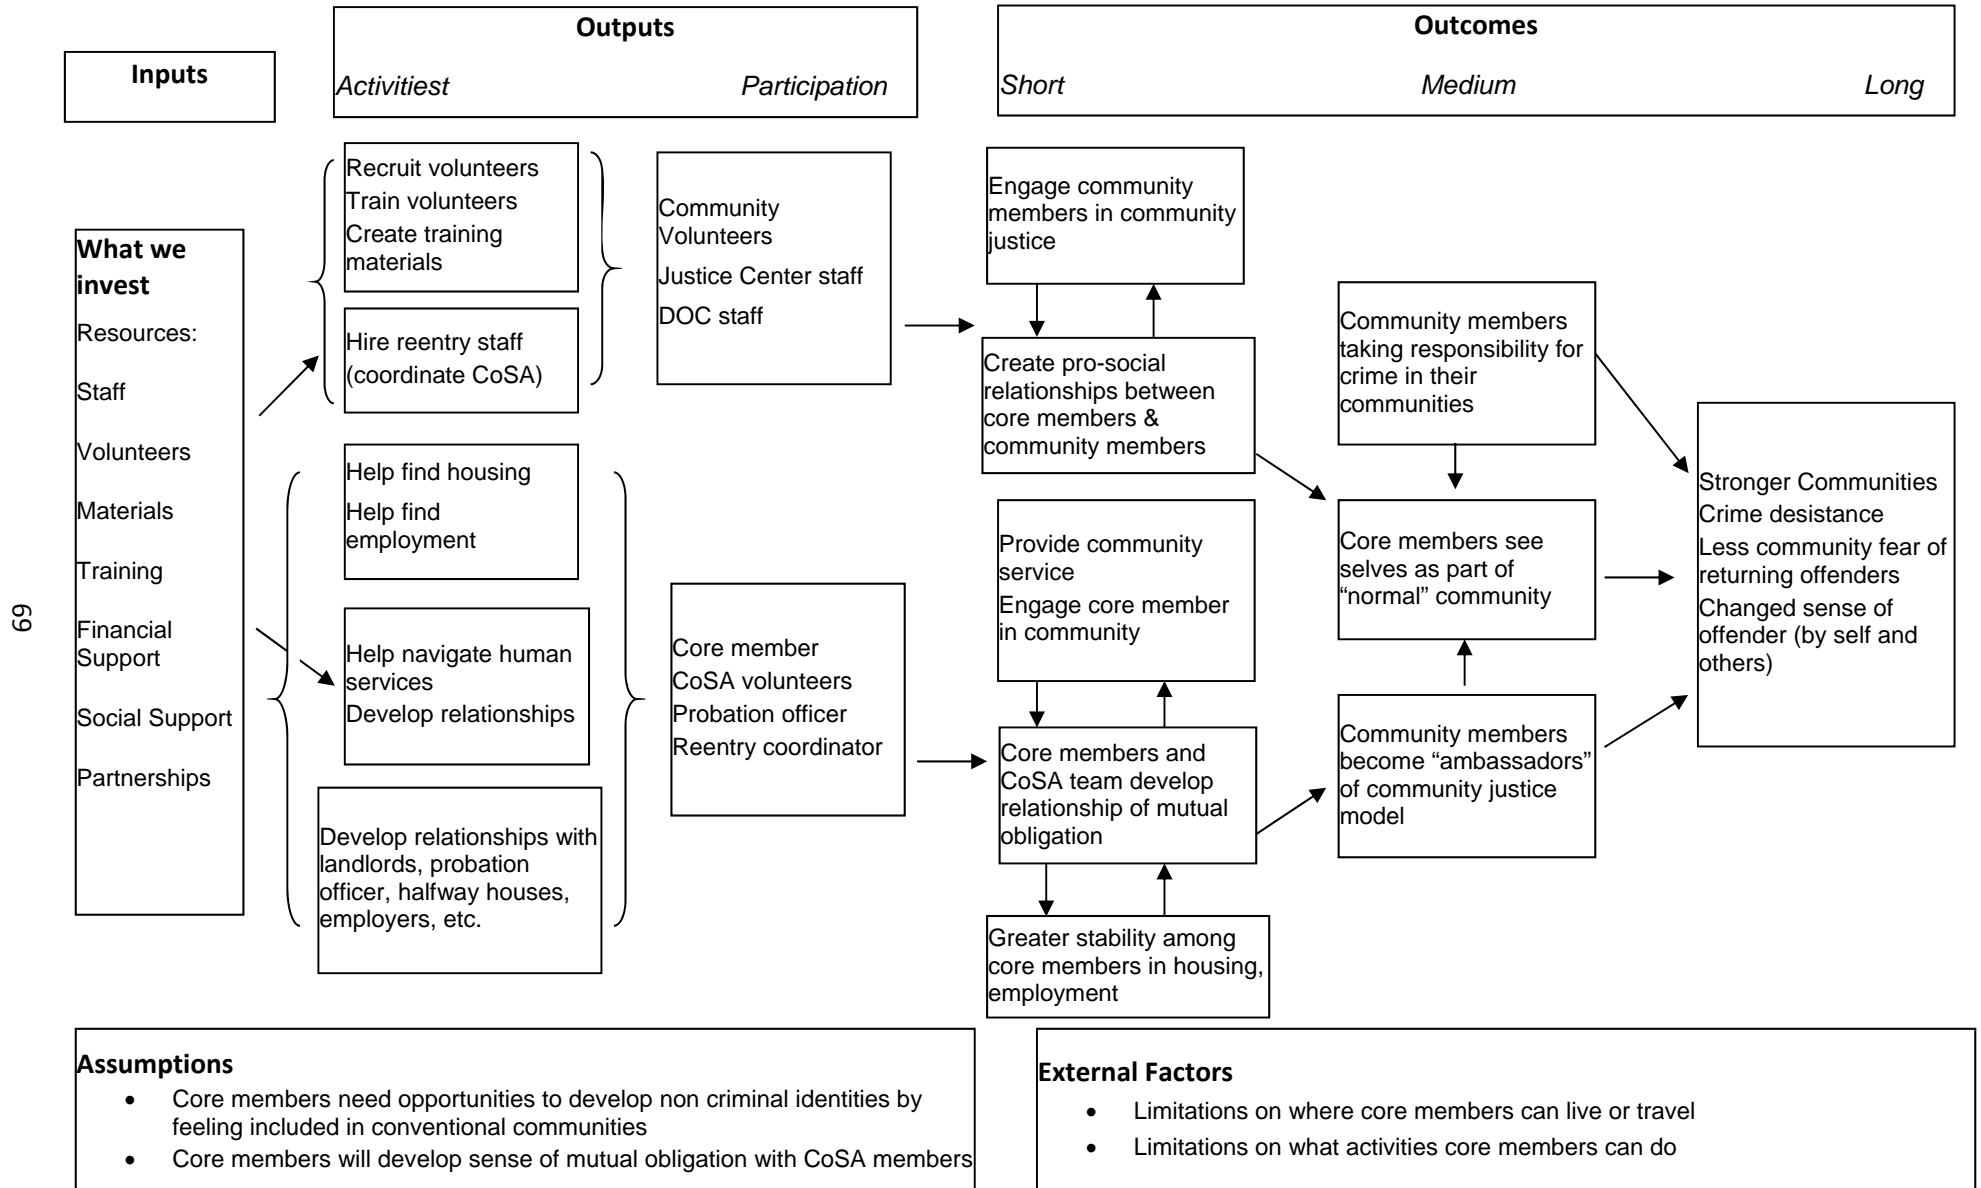 Inputs
Outputs
Activitiest
Participation
Outcomes
Short
Medium
Long
What we
invest
Resources:
Staff
Volunteers
Materials
Training
Financial
Support
Social Support
Partnerships
Recruit volunteers
Train volunteers
Create training
materials
Hire reentry staff
(coordinate CoSA)
Help find housing
Help find
employment
Help navigate human
services
Develop relationships
Develop relationships with
landlords, probation
officer, halfway houses,
employers, etc.
Community
Volunteers
Justice Center staff
DOC staff
Core member
CoSA volunteers
Probation officer
Reentry coordinator
Engage community
members in community
justice
Create pro-social
relationships between
core members &
community members
Provide community
service
Engage core member
in community
Core members and
CoSA team develop
relationship of mutual
obligation
Greater stability among
core members in housing,
employment
Community members
taking responsibility for
crime in their
communities
Core members see
selves as part of
“normal” community
Community members
become “ambassadors”
of community justice
model
Stronger Communities
Crime desistance
Less community fear of
returning offenders
Changed sense of
offender (by self and
others)
Assumptions
• Core members need opportunities to develop non criminal identities by
feeling included in conventional communities
• Core members will develop sense of mutual obligation with CoSA members
External Factors
• Limitations on where core members can live or travel
• Limitations on what activities core members can do
69